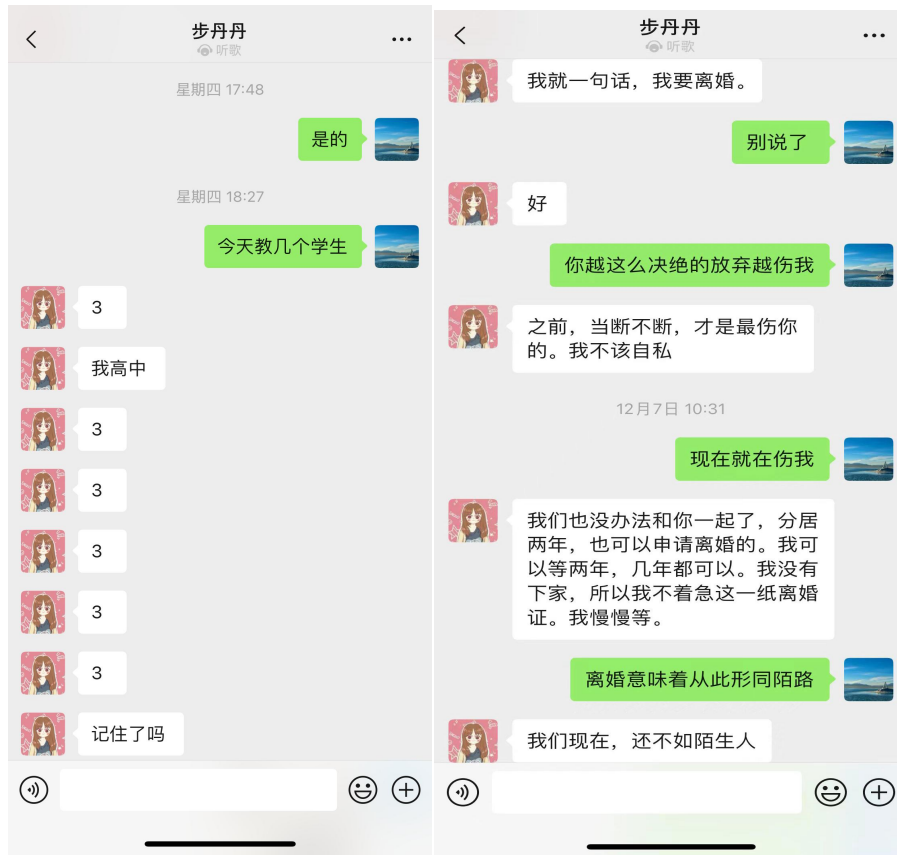 步丹丹
听歌
星期四 17:48
是的
星期四 18:27
今天教几个学生
3
我高中
3
3
3
3
3
记住了吗
步丹丹
听歌
我就一句话，我要离婚。
别说了
好
你越这么决绝的放弃越伤我
之前，当断不断，才是最伤你
的。我不该自私
12月7日 10:31
现在就在伤我
我们也没办法和你一起了，分居
两年，也可以申请离婚的。我可
以等两年，几年都可以。我没有
下家，所以我不着急这一纸离婚
证。我慢慢等。
离婚意味着从此形同陌路
我们现在，还不如陌生人